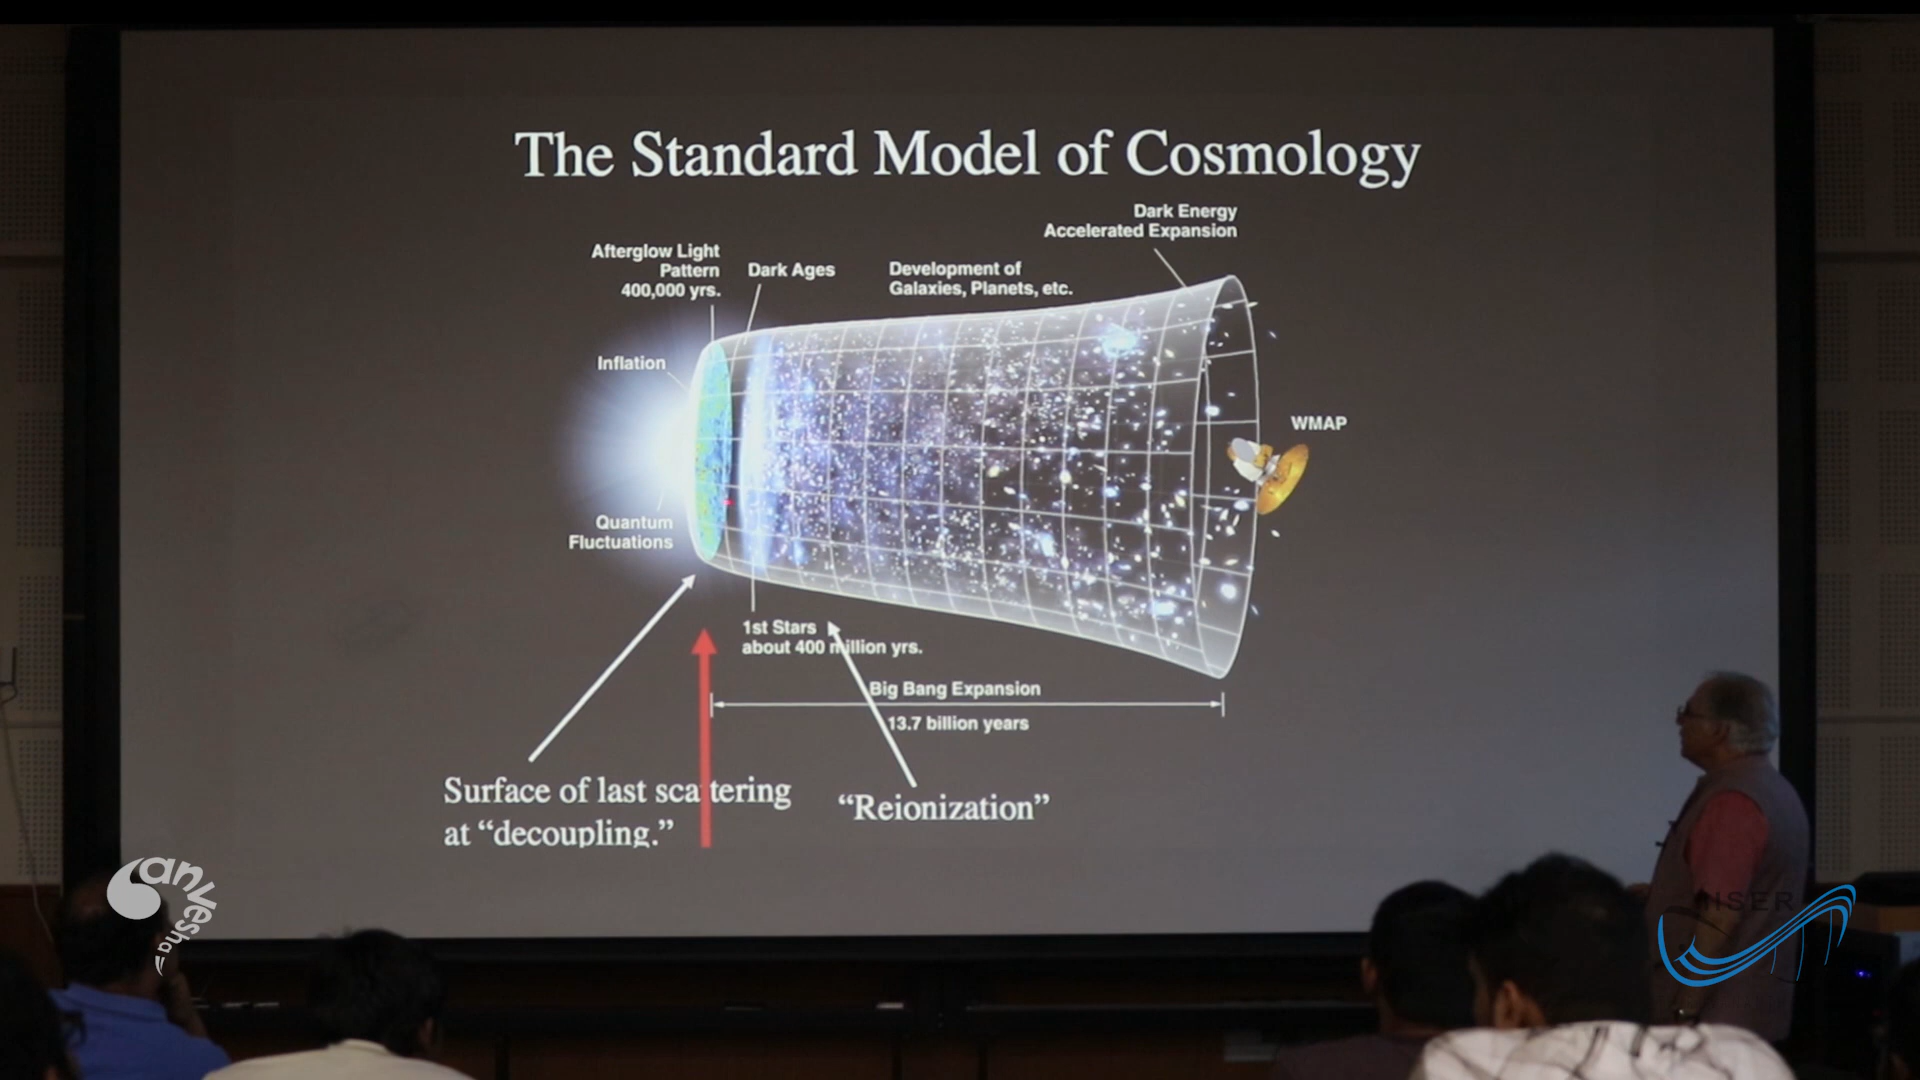 The Standard Model of Cosmology
Dark Energy
Accelerated Expansion
Afterglow Light
Pattern
400,000 yrs.
Dark Ages
Development of
Galaxies, Planets, etc.
Inflation
WMAP
Quantum
Fluctuations
1st Stars
about 400 million yrs.
Big Bang Expansion
13.7 billion years
Surface of last scattering
at “decoupling.”
“Reionization”
anvesha